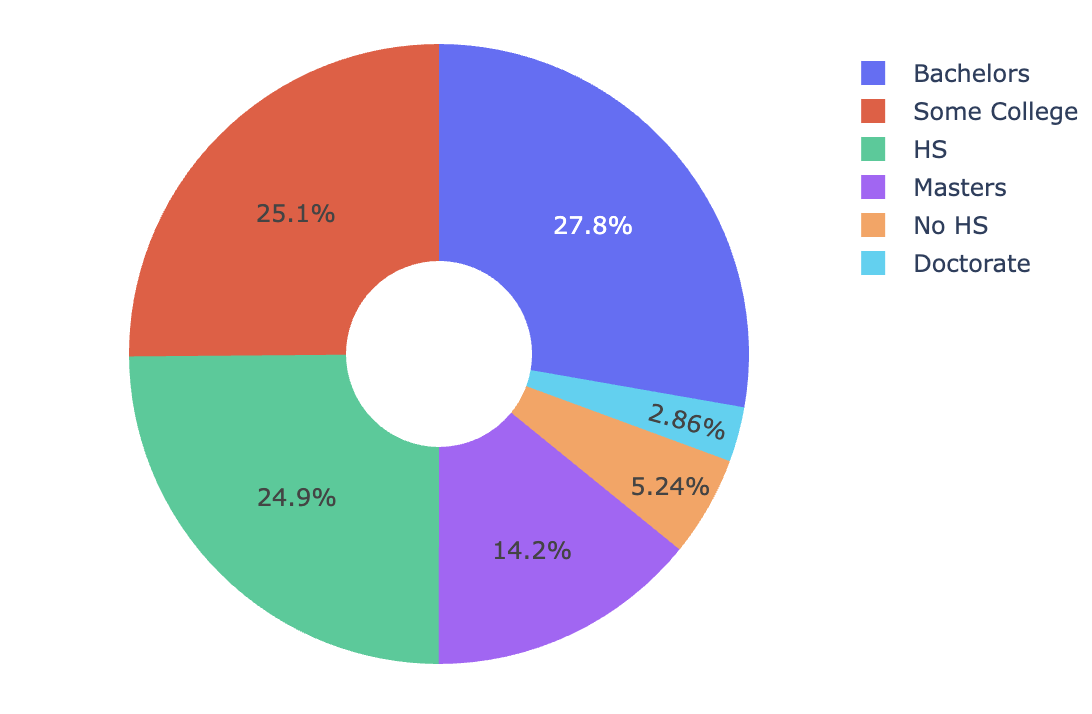 25.1%
27.8%
2.86%
5.24%
24.9%
14.2%
Bachelors
Some College
HS
Masters
No HS
Doctorate